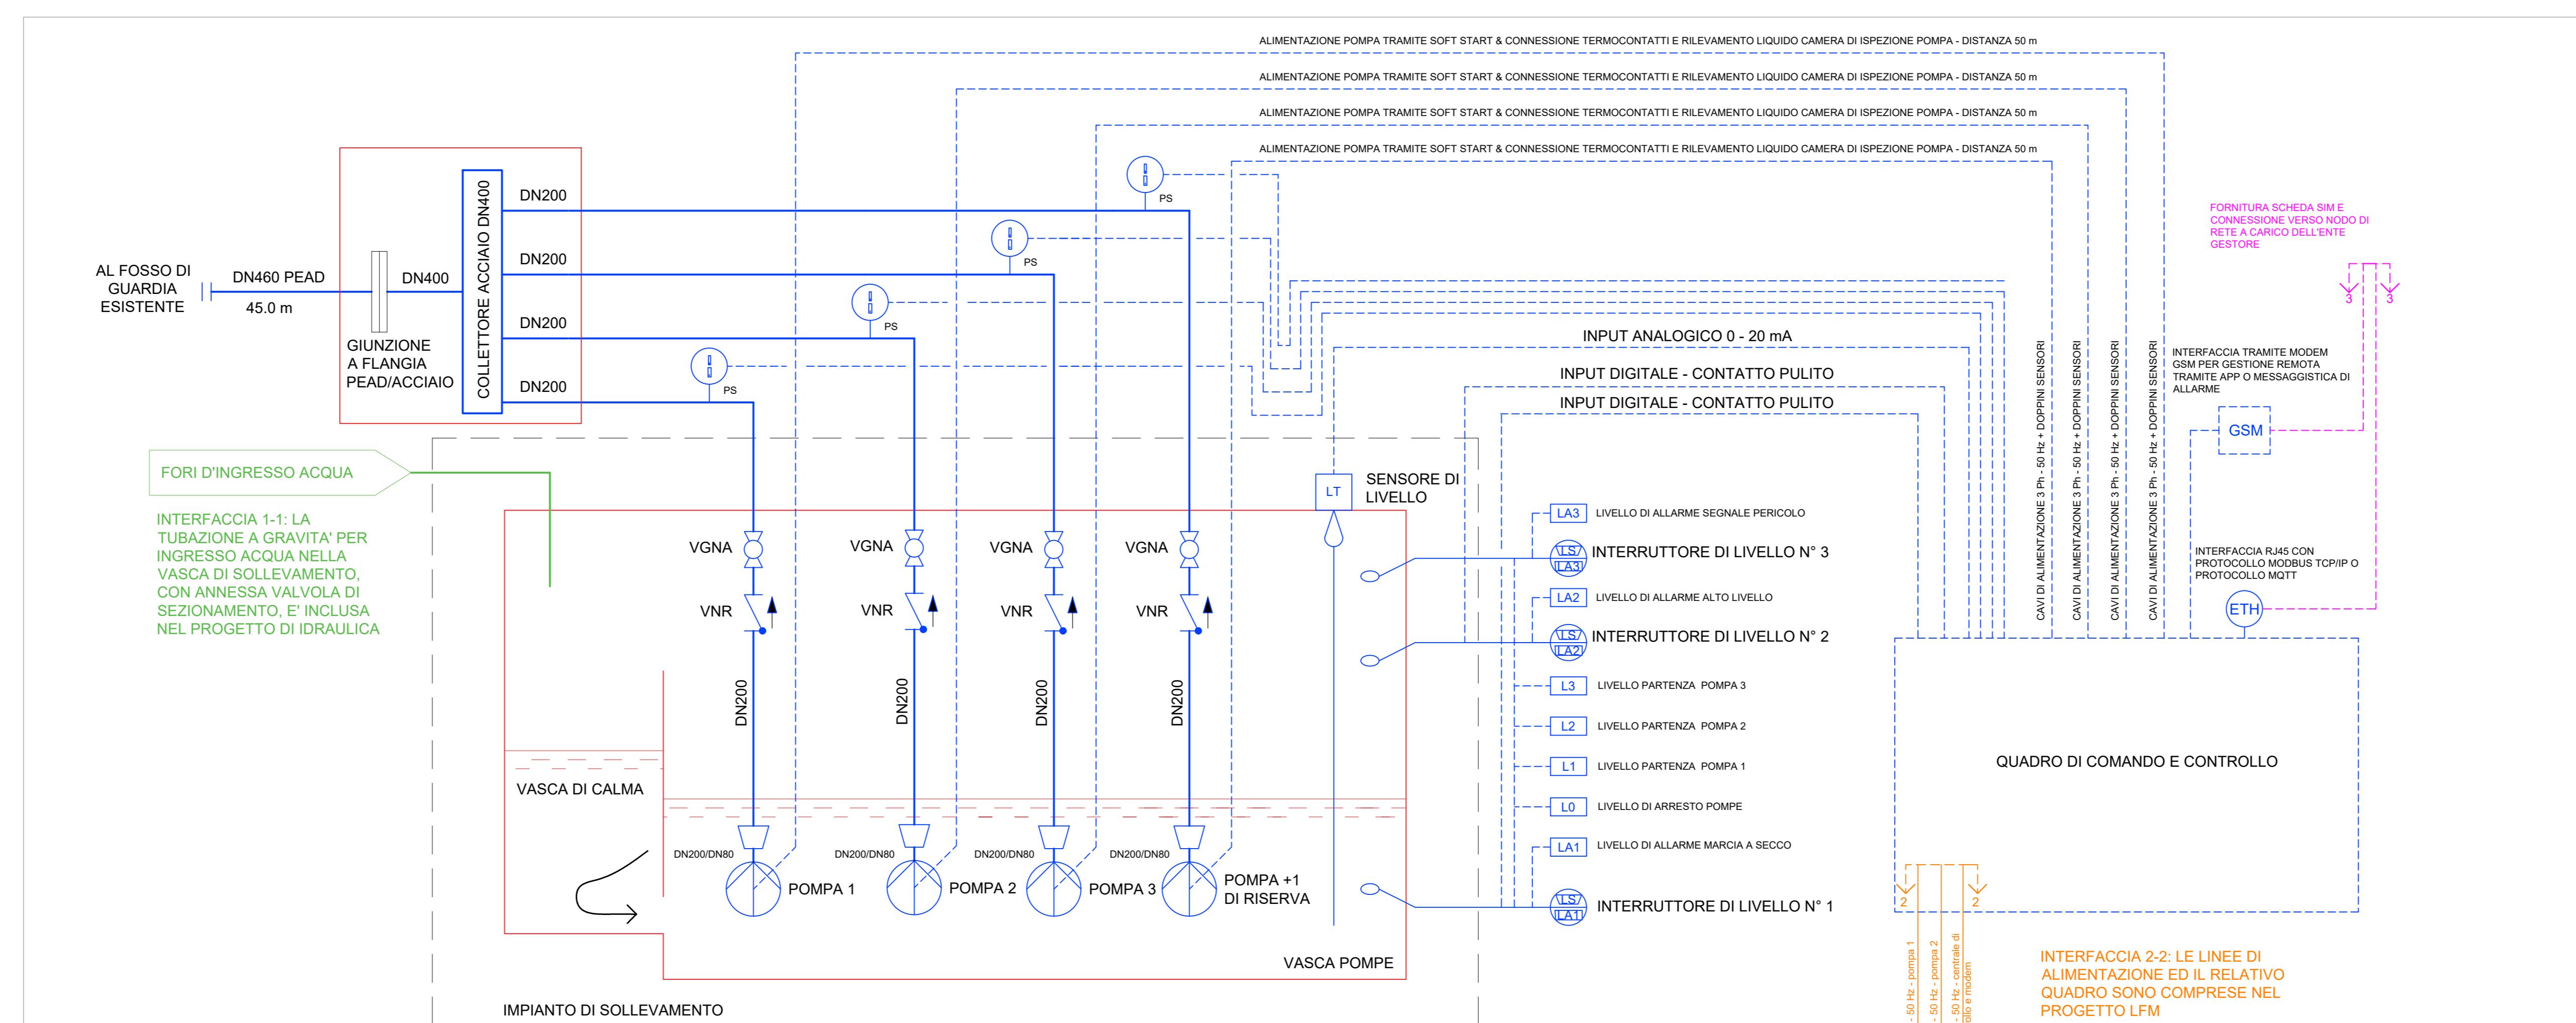 ALIMENTAZIONE POMPA TRAMITE SOFT START & CONNESSIONE TERMOCONTATTI E RILEVAMENTO LIQUIDO CAMERA DI ISPEZIONE POMPA - DISTANZA 50 m
ALIMENTAZIONE POMPA TRAMITE SOFT START & CONNESSIONE TERMOCONTATTI E RILEVAMENTO LIQUIDO CAMERA DI ISPEZIONE POMPA - DISTANZA 50 m
ALIMENTAZIONE POMPA TRAMITE SOFT START & CONNESSIONE TERMOCONTATTI E RILEVAMENTO LIQUIDO CAMERA DI ISPEZIONE POMPA - DISTANZA 50 m
ALIMENTAZIONE POMPA TRAMITE SOFT START & CONNESSIONE TERMOCONTATTI E RILEVAMENTO LIQUIDO CAMERA DI ISPEZIONE POMPA - DISTANZA 50 m
AL FOSSO DI
GUARDIA
ESISTENTE
DN460 PEAD
45.0 m
DN400
GIUNZIONE
A FLANGIA
PEAD/ACCIAIO
COLLETTORE ACCIAIO DN400
DN200
DN200
DN200
DN200
PS
PS
PS
PS
FORNITURA SCHEDA SIM E
CONNESSIONE VERSO NODO DI
RETE A CARICO DELL'ENTE
GESTORE
3
3
INPUT ANALOGICO 0 - 20 mA
INPUT DIGITALE - CONTATTO PULITO
INPUT DIGITALE - CONTATTO PULITO
CAVI DI ALIMENTAZIONE 3 Ph - 50 Hz + DOPPINI SENSORI
CAVI DI ALIMENTAZIONE 3 Ph - 50 Hz + DOPPINI SENSORI
CAVI DI ALIMENTAZIONE 3 Ph - 50 Hz + DOPPINI SENSORI
CAVI DI ALIMENTAZIONE 3 Ph - 50 Hz + DOPPINI SENSORI
INTERFACCIA TRAMITE MODEM
GSM PER GESTIONE REMOTA
TRAMITE APP O MESSAGGISTICA DI
ALLARME
GSM
INTERFACCIA RJ45 CON
PROTOCOLLO MODBUS TCP/IP O
PROTOCOLLO MQTT
ETH
FORI D'INGRESSO ACQUA
INTERFACCIA 1-1: LA
TUBAZIONE A GRAVITA' PER
INGRESSO ACQUA NELLA
VASCA DI SOLLEVAMENTO,
CON ANNESSA VALVOLA DI
SEZIONAMENTO, E' INCLUSA
NEL PROGETTO DI IDRAULICA
LT
SENSORE DI
LIVELLO
VGNA
VGNA
VGNA
VGNA
VNR
VNR
VNR
VNR
DN200
DN200
DN200
DN200
LA3
LIVELLO DI ALLARME SEGNALE PERICOLO
LS
LA3
INTERRUTTORE DI LIVELLO N° 3
LA2
LIVELLO DI ALLARME ALTO LIVELLO
LS
LA2
INTERRUTTORE DI LIVELLO N° 2
L3
LIVELLO PARTENZA POMPA 3
L2
LIVELLO PARTENZA POMPA 2
L1
LIVELLO PARTENZA POMPA 1
L0
LIVELLO DI ARRESTO POMPE
LA1
LIVELLO DI ALLARME MARCIA A SECCO
LS
LA1
INTERRUTTORE DI LIVELLO N° 1
VASCA DI CALMA
DN200/DN80
DN200/DN80
DN200/DN80
DN200/DN80
POMPA 1
POMPA 2
POMPA 3
POMPA +1
DI RISERVA
VASCA POMPE
IMPIANTO DI SOLLEVAMENTO
QUADRO DI COMANDO E CONTROLLO
2
2
- 50 Hz - pompa 1
- 50 Hz - pompa 2
- 50 Hz - centrale di
e modem
INTERFACCIA 2-2: LE LINEE DI
ALIMENTAZIONE ED IL RELATIVO
QUADRO SONO COMPRESE NEL
PROGETTO LFM